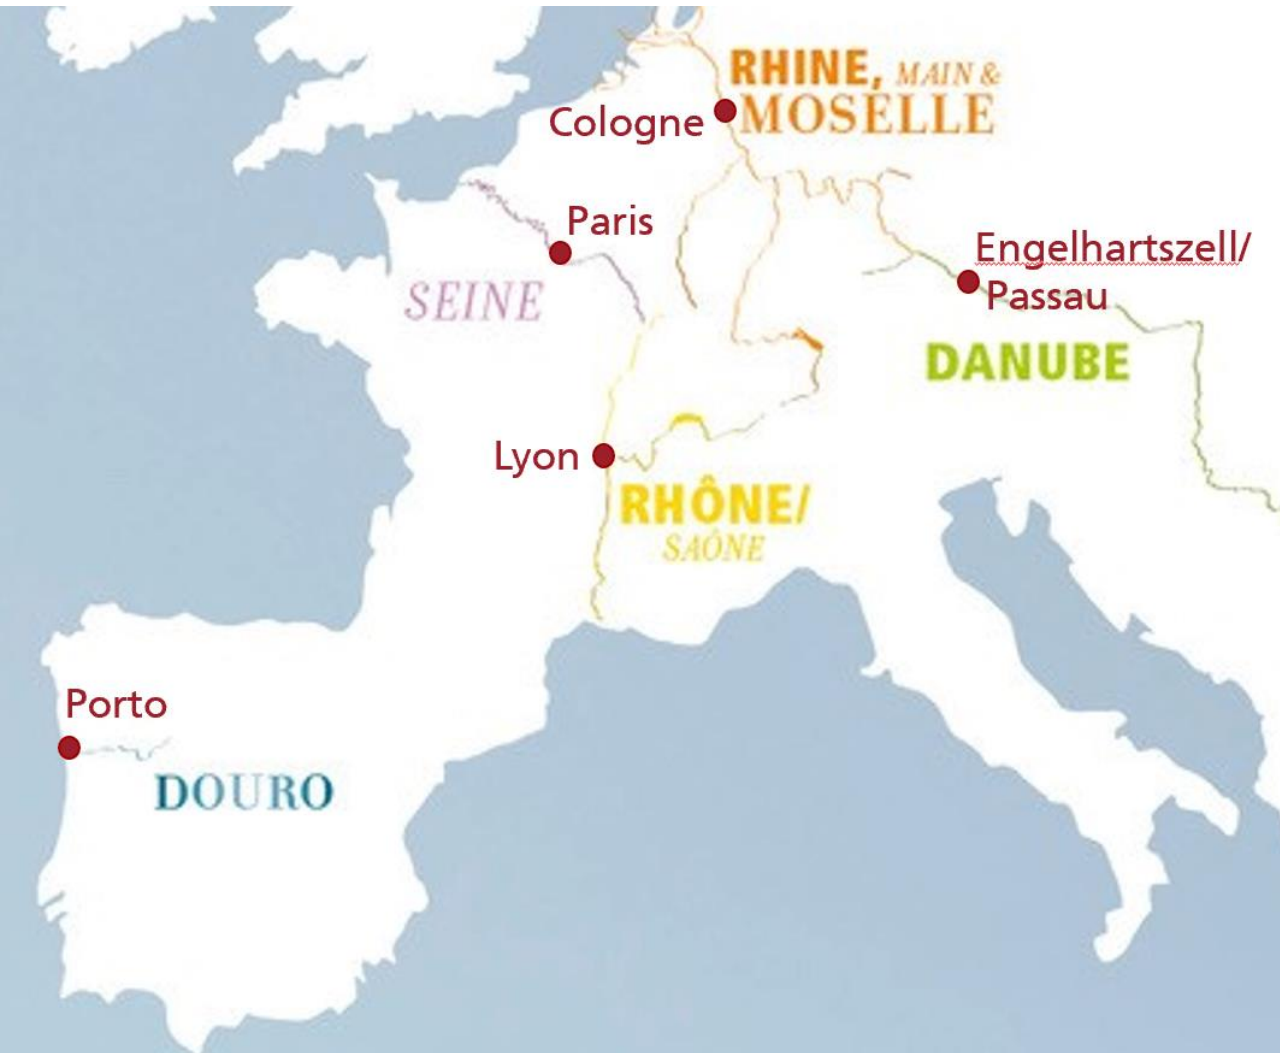 RHINE, MAIN &
MOSELLE
Cologne
Paris
Engelhartszell/
Passau
SEINE
DANUBE
Lyon
RHÔNE/
SAÔNE
Porto
DOURO